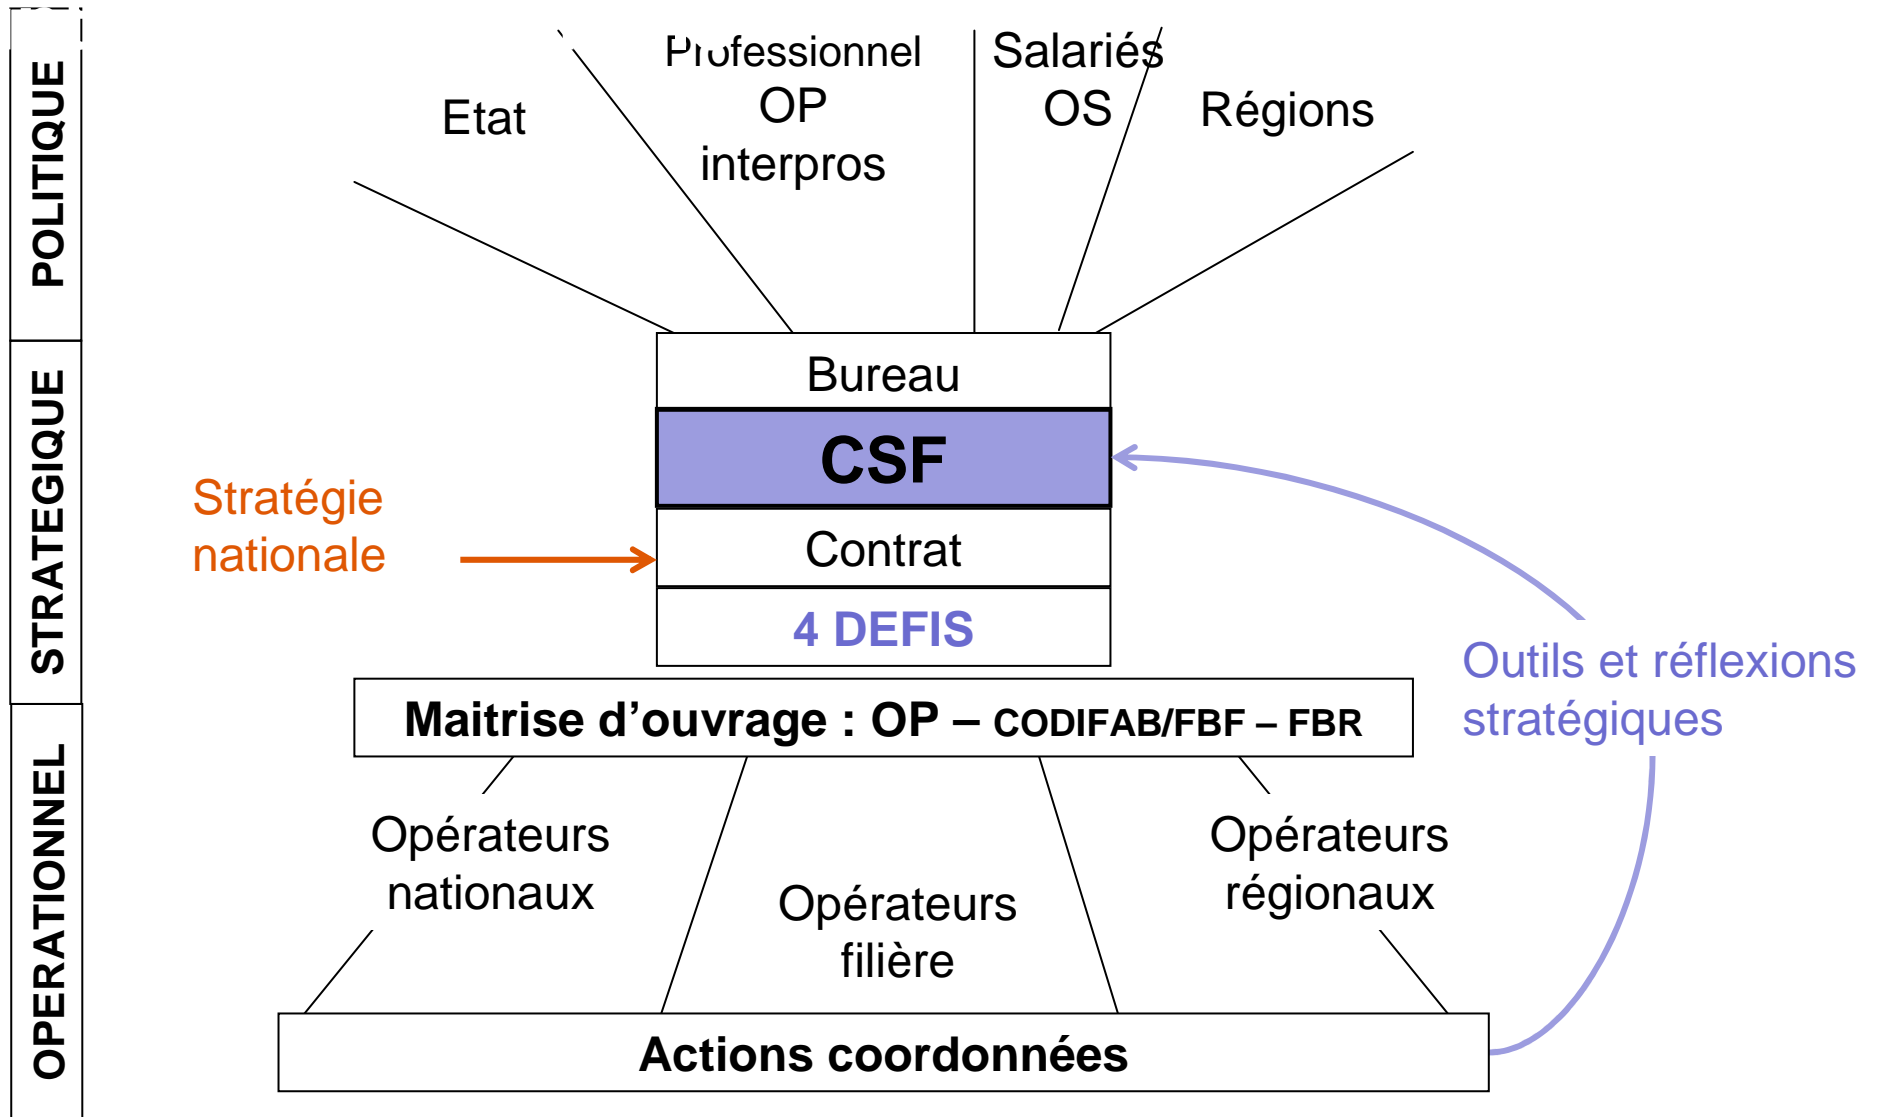 POLITIQUE
Etat
Professionnel
OP
interpros
Salariés
OS
Régions
STRATEGIQUE
Bureau
CSF
Contrat
4 DEFIS
Stratégie
nationale
Outils et réflexions
stratégiques
OPERATIONNEL
Maitrise d’ouvrage : OP – CODIFAB/FBF – FBR
Opérateurs
nationaux
Opérateurs
filière
Opérateurs
régionaux
Actions coordonnées